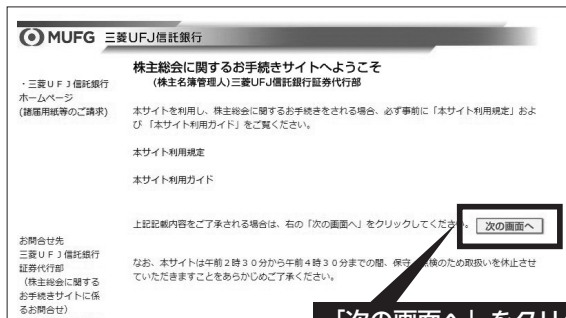 MUFG 三菱UFJ信託銀行
株主総会に関するお手続きサイトへようこそ
(株主名簿管理人)三菱UFJ信託銀行証券代行部
・三菱UFJ信託銀行
ホームページ
(諸届用紙等のご請求)
本サイトを利用し、株主総会に関するお手続きをされる場合、必ず事前に「本サイト利用規定」およ
び 「本サイト利用ガイド」をご覧ください。
本サイト利用規定
本サイト利用ガイド
上記記載内容をご了承される場合は、右の「次の画面へ」をクリックしてください。 次の画面へ
なお、本サイトは午前2時30分から午前4時30分までの間、保守・点検のため取扱いを休止させ
ていただきますことをあらかじめご了承ください。
お問合せ先
三菱UFJ信託銀行
証券代行部
(株主総会に関する
お手続きサイトに係
るお問合せ)
「次の画面へ」をクリ